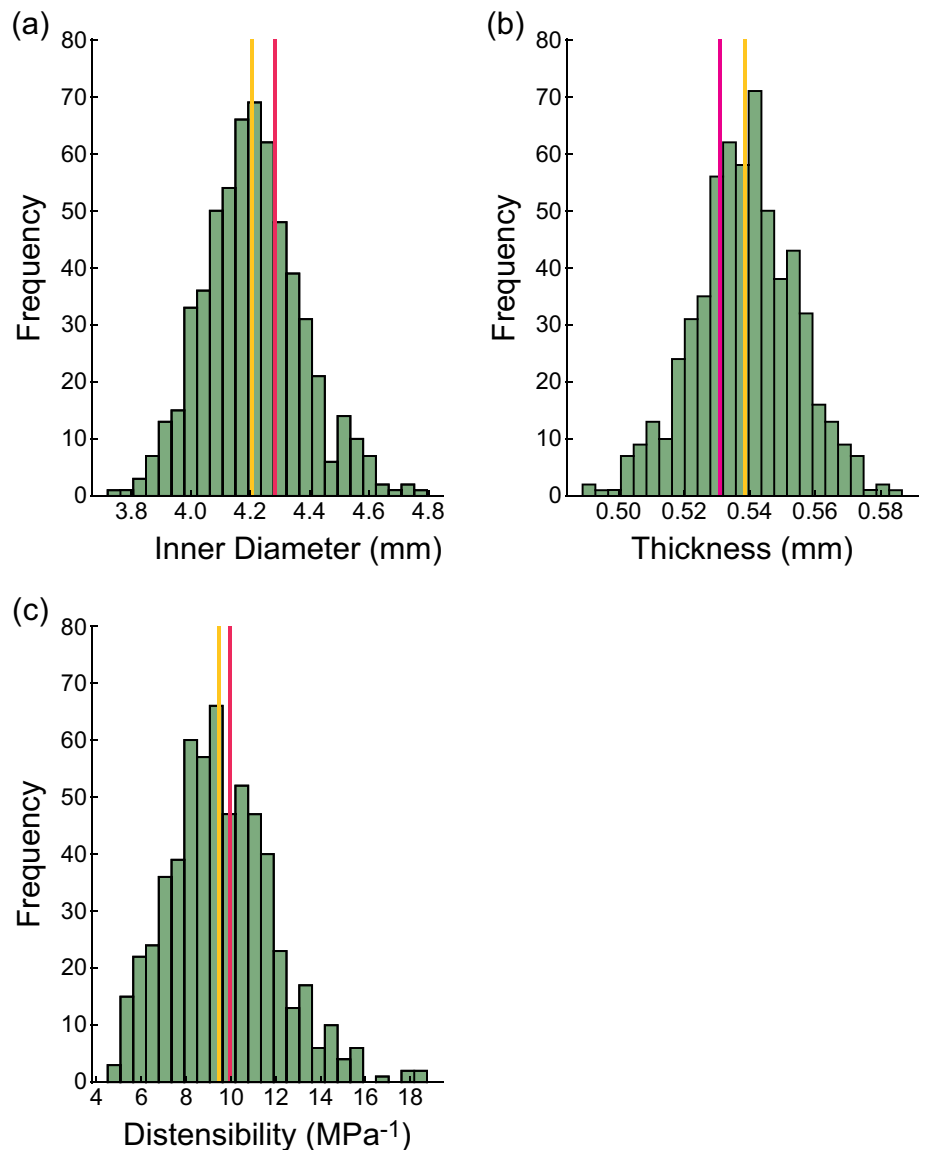 (a)
80
70
60
50
40
30
20
10
0
Frequency
3.8 4.0 4.2 4.4 4.6 4.8
Inner Diameter (mm)
(b)
80
70
60
50
40
30
20
10
0
Frequency
0.50 0.52 0.54 0.56 0.58
Thickness (mm)
(c)
80
70
60
50
40
30
20
10
0
Frequency
4 6 8 10 12 14 16 18
Distensibility (MPa⁻¹)